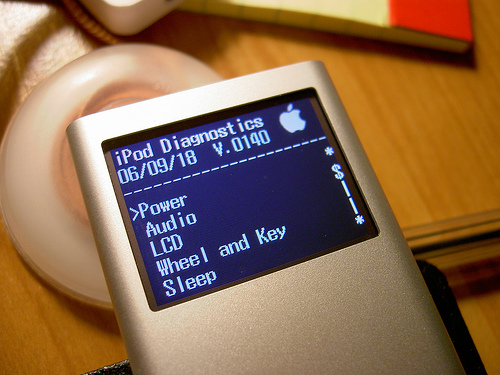 iPod Diagnostics
06/09/18 V.0140
--------------------------
>Power
Audio
LCD
Wheel and Key
Sleep
*
$
|
|
*